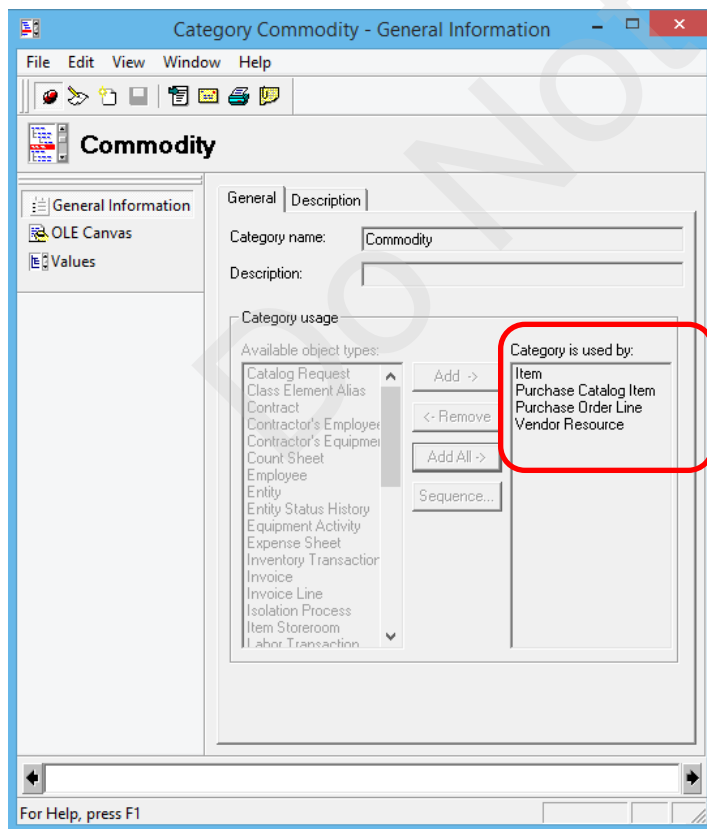 Category Commodity - General Information
File Edit View Window Help
Commodity
General Information
OLE Canvas
Values
General Description
Category name: Commodity
Description:
Category usage
Available object types:
Catalog Request
Class Element Alias
Contract
Contractor's Employee
Contractor's Equipmen
Count Sheet
Employee
Entity
Entity Status History
Equipment Activity
Expense Sheet
Inventory Transaction
Invoice
Invoice Line
Isolation Process
Item Storeroom
Labor Transaction
Add ->
<- Remove
Add All ->
Sequence...
Category is used by:
Item
Purchase Catalog Item
Purchase Order Line
Vendor Resource
For Help, press F1
Do Not